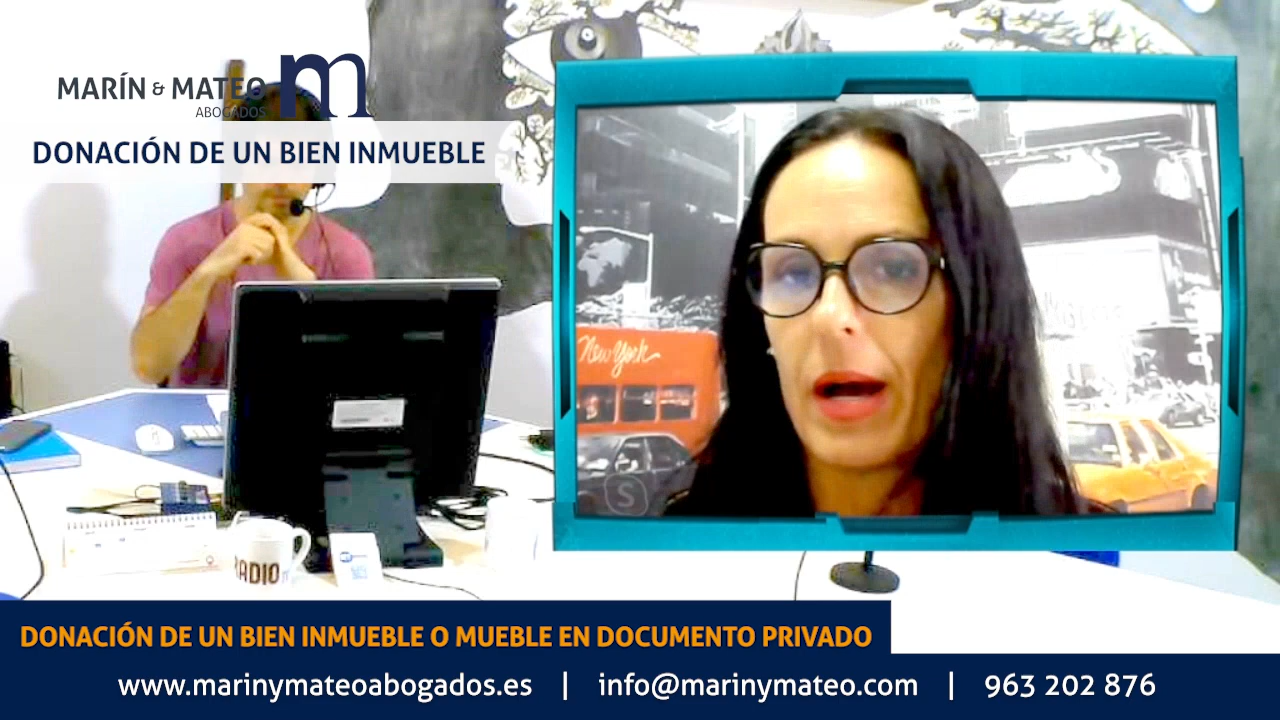 MARÍN & MATEO
ABOGADOS
m
DONACIÓN DE UN BIEN INMUEBLE
New York
S
RADIO
DONACIÓN DE UN BIEN INMUEBLE O MUEBLE EN DOCUMENTO PRIVADO
www.marinymateoabogados.es | info@marinymateo.com | 963 202 876